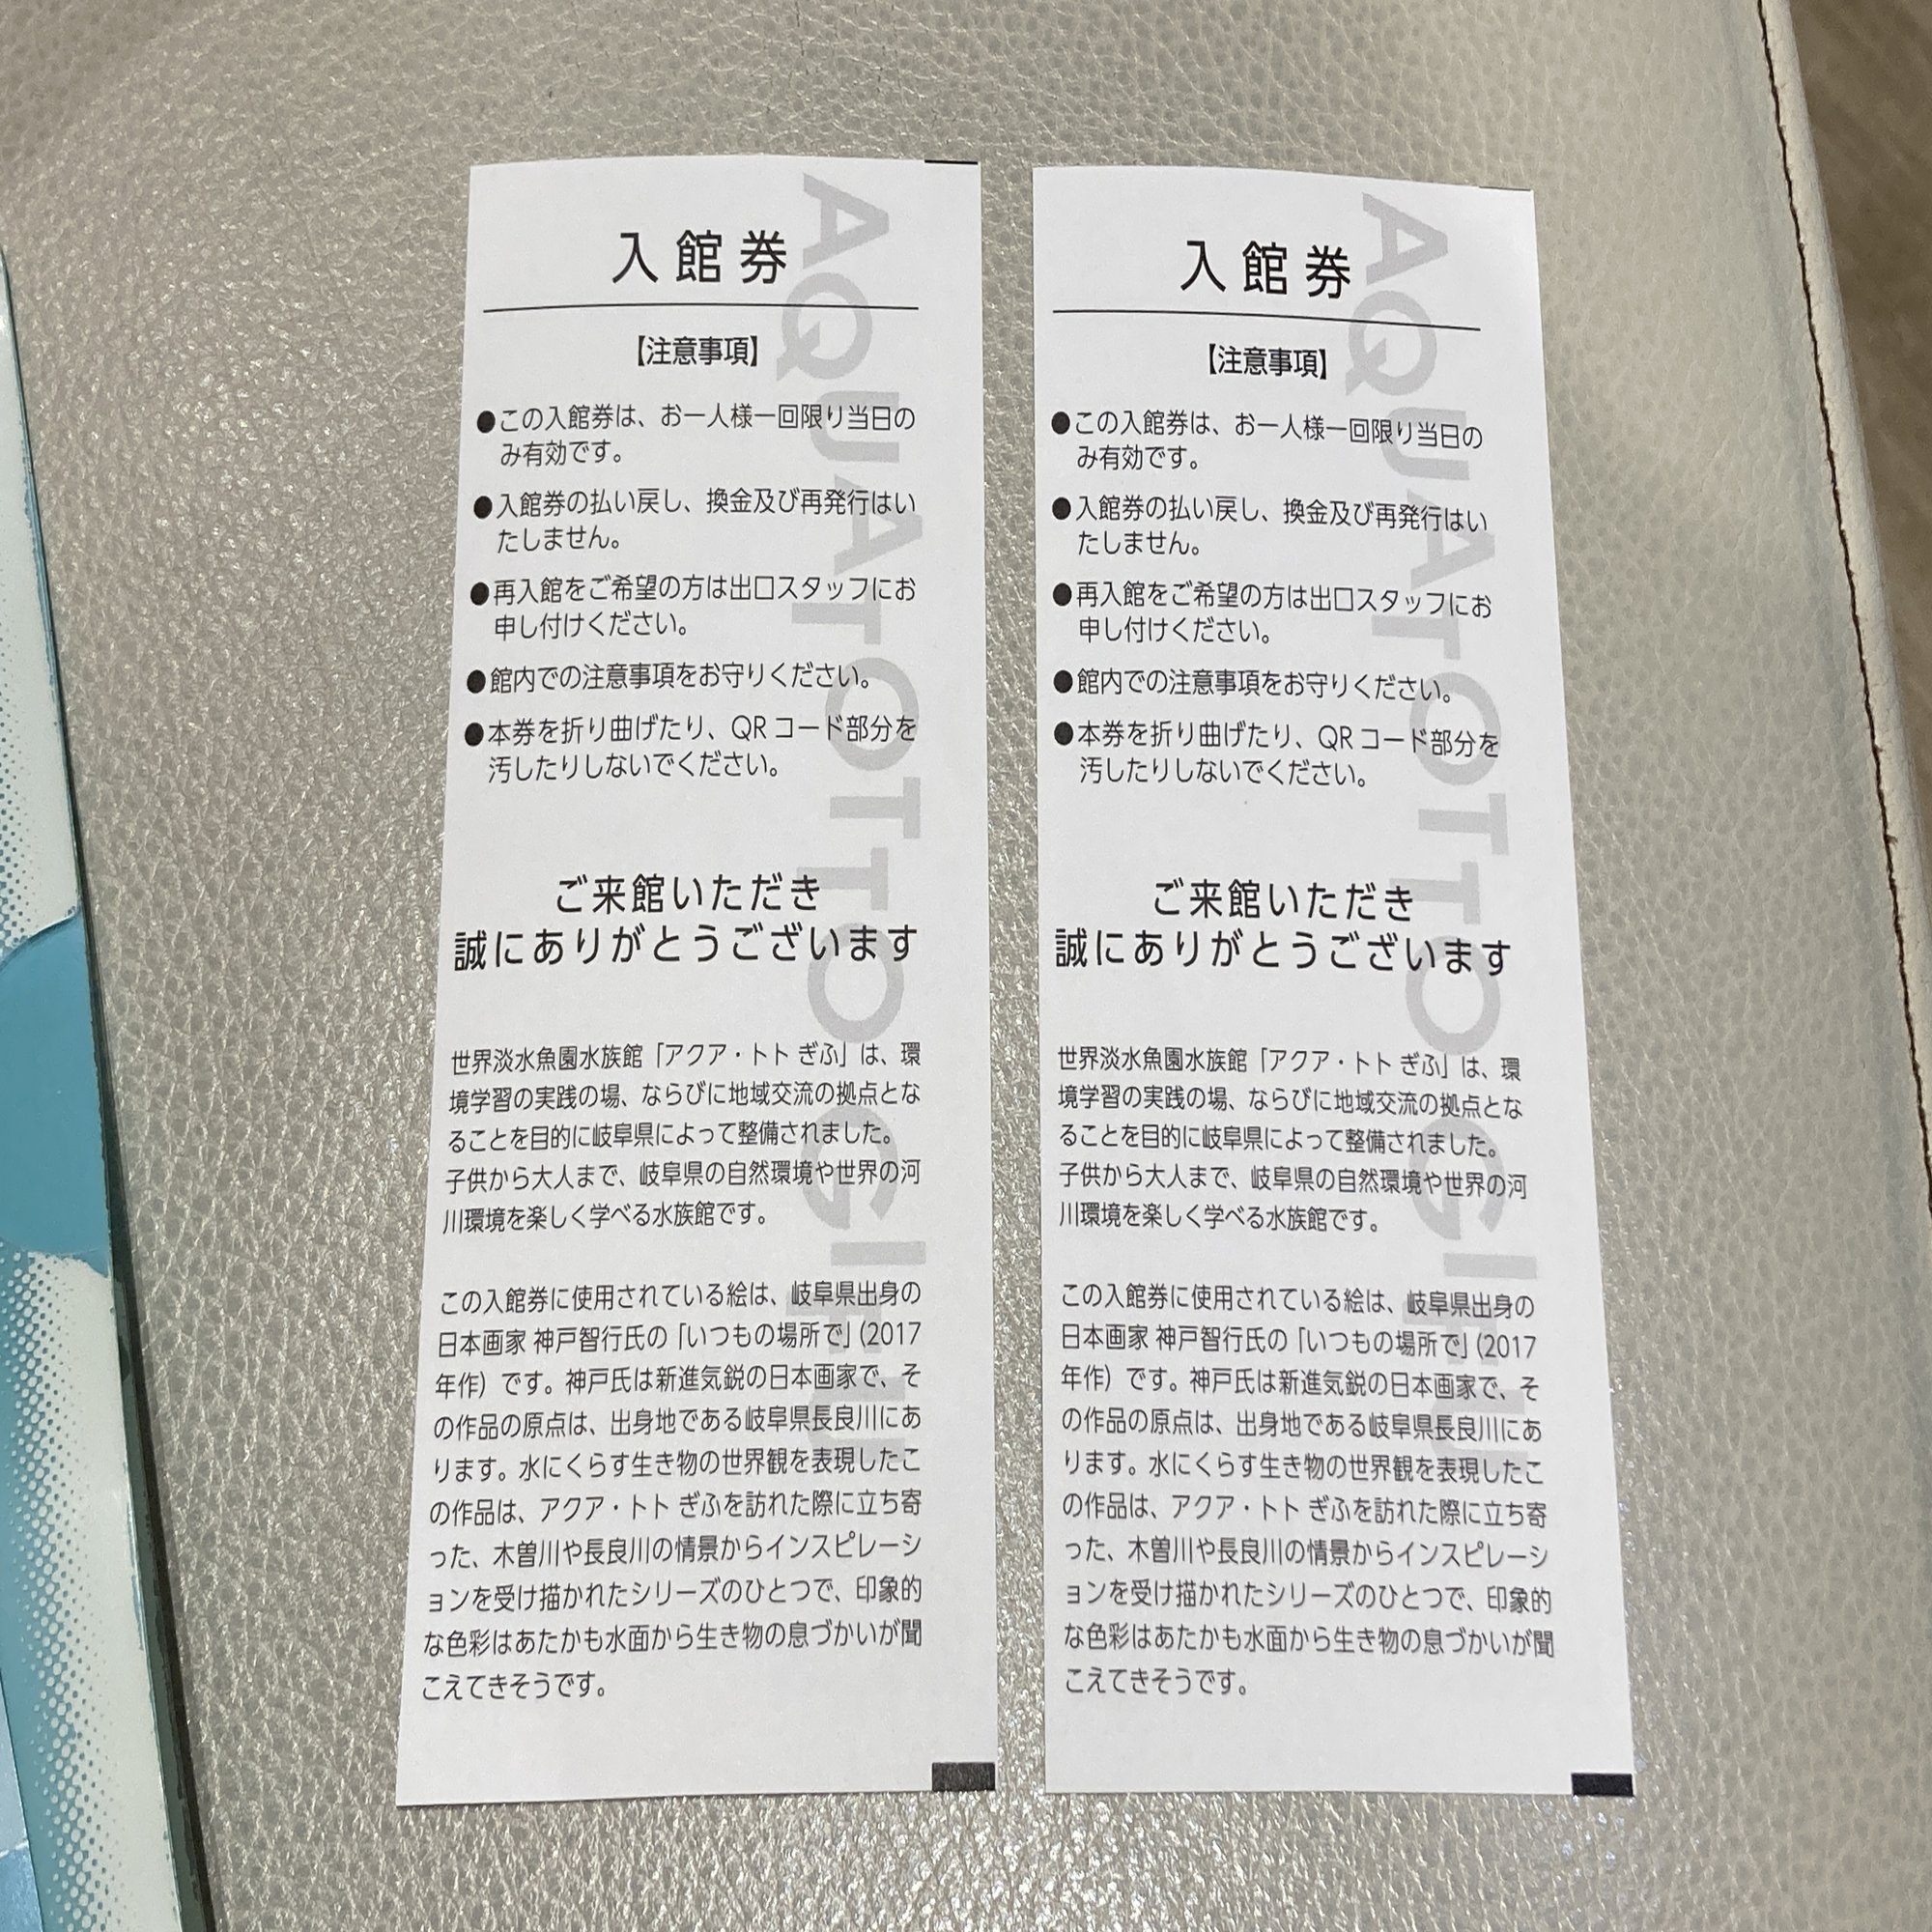 入館券
【注意事項】
●この入館券は、お一人様一回限り当日の
み有効です。
●入館券の払い戻し、換金及び再発行はい
たしません。
●再入館をご希望の方は出口スタッフにお
申し付けください。
●館内での注意事項をお守りください。
●本券を折り曲げたり、QRコード部分を
汚したりしないでください。
ご来館いただき
誠にありがとうございます
世界淡水魚園水族館「アクア・トト ぎふ」は、環
境学習の実践の場、ならびに地域交流の拠点とな
ることを目的に岐阜県によって整備されました。
子供から大人まで、岐阜県の自然環境や世界の河
川環境を楽しく学べる水族館です。
この入館券に使用されている絵は、岐阜県出身の
日本画家 神戸智行氏の「いつもの場所で」(2017
年作）です。神戸氏は新進気鋭の日本画家で、そ
の作品の原点は、出身地である岐阜県長良川にあ
ります。水にくらす生き物の世界観を表現したこ
の作品は、アクア・トト ぎふを訪れた際に立ち寄
った、木曽川や長良川の情景からインスピレーシ
ョンを受け描かれたシリーズのひとつで、印象的
な色彩はあたかも水面から生き物の息づかいが聞
こえてきそうです。
AQUA TOTTO GIFU
入館券
【注意事項】
●この入館券は、お一人様一回限り当日の
み有効です。
●入館券の払い戻し、換金及び再発行はい
たしません。
●再入館をご希望の方は出口スタッフにお
申し付けください。
●館内での注意事項をお守りください。
●本券を折り曲げたり、QRコード部分を
汚したりしないでください。
ご来館いただき
誠にありがとうございます
世界淡水魚園水族館「アクア・トト ぎふ」は、環
境学習の実践の場、ならびに地域交流の拠点とな
ることを目的に岐阜県によって整備されました。
子供から大人まで、岐阜県の自然環境や世界の河
川環境を楽しく学べる水族館です。
この入館券に使用されている絵は、岐阜県出身の
日本画家 神戸智行氏の「いつもの場所で」(2017
年作）です。神戸氏は新進気鋭の日本画家で、そ
の作品の原点は、出身地である岐阜県長良川にあ
ります。水にくらす生き物の世界観を表現したこ
の作品は、アクア・トト ぎふを訪れた際に立ち寄
った、木曽川や長良川の情景からインスピレーシ
ョンを受け描かれたシリーズのひとつで、印象的
な色彩はあたかも水面から生き物の息づかいが聞
こえてきそうです。
AQUA TOTTO GIFU